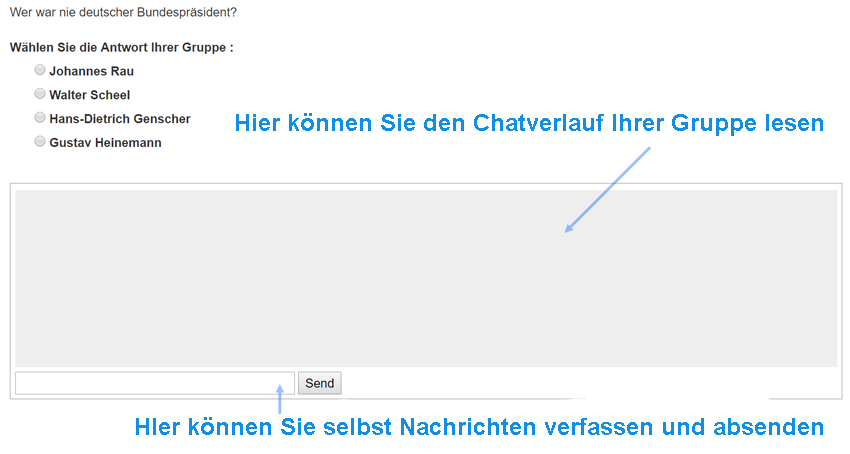 Wer war nie deutscher Bundespräsident?
Wählen Sie die Antwort Ihrer Gruppe :
Johannes Rau
Walter Scheel
Hans-Dietrich Genscher
Gustav Heinemann
Hier können Sie den Chatverlauf Ihrer Gruppe lesen
Send
HIer können Sie selbst Nachrichten verfassen und absenden